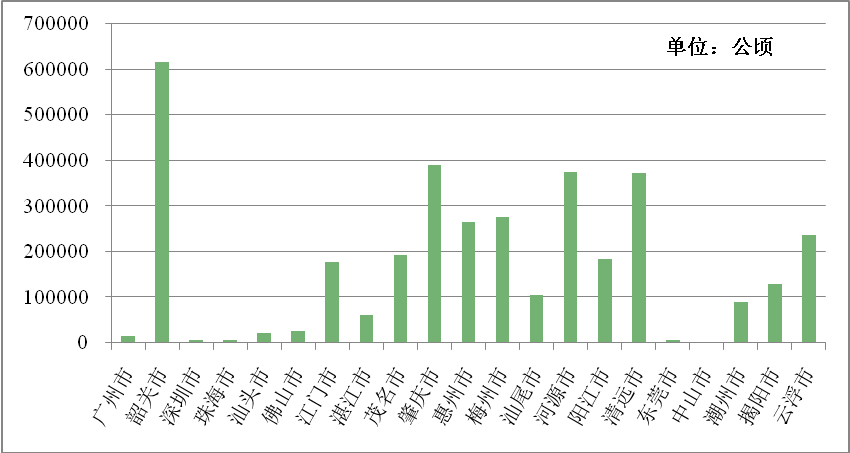 700000
单位：公顷
600000
500000
400000
300000
200000
100000
0
广州市
韶关市
深圳市
珠海市
汕头市
佛山市
江门市
湛江市
茂名市
肇庆市
惠州市
梅州市
汕尾市
河源市
阳江市
清远市
东莞市
中山市
潮州市
揭阳市
云浮市